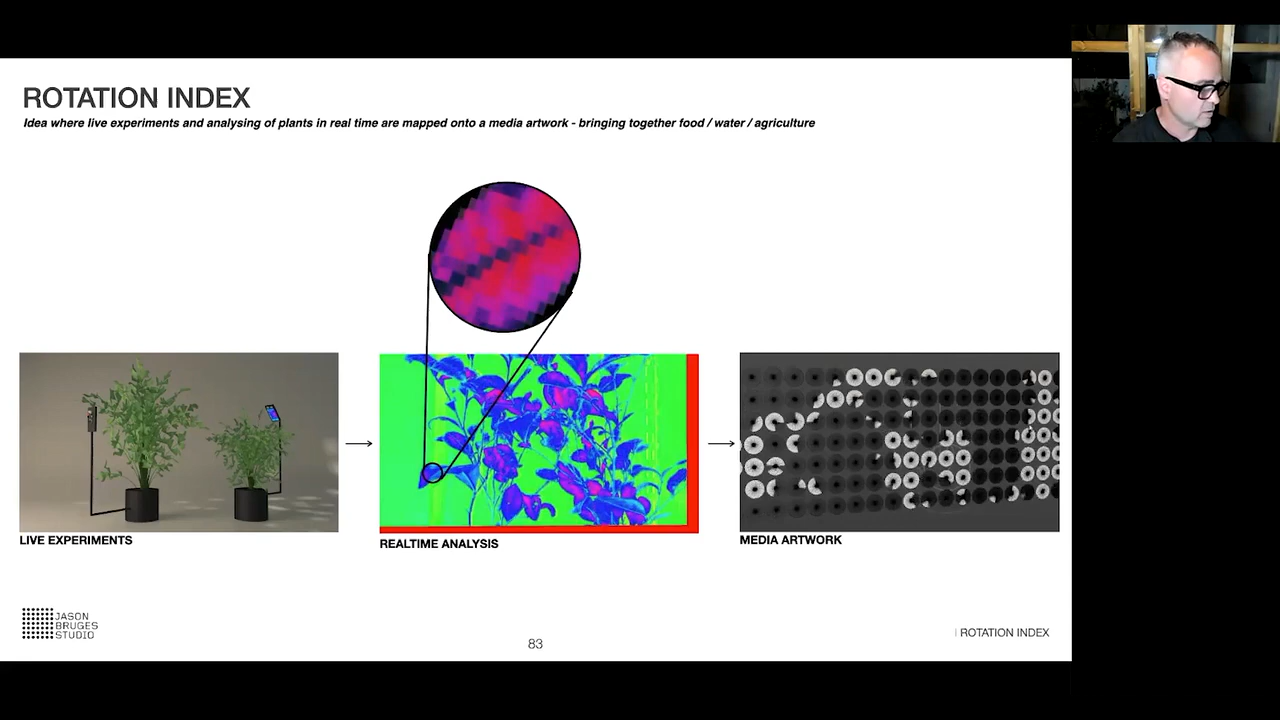 ROTATION INDEX
Idea where live experiments and analysing of plants in real time are mapped onto a media artwork - bringing together food / water / agriculture
LIVE EXPERIMENTS
REALTIME ANALYSIS
MEDIA ARTWORK
JASON
BRUGES
STUDIO
83
| ROTATION INDEX